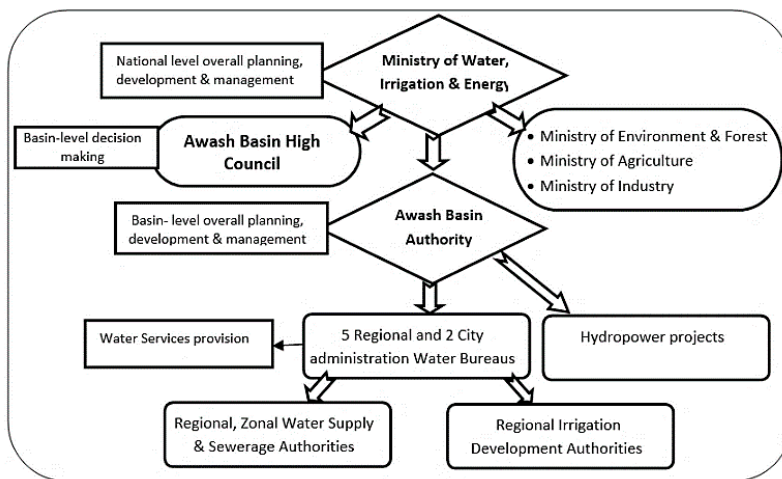 National level overall planning,
development & management
Ministry of Water,
Irrigation & Energy
Basin-level decision
making
Awash Basin High
Council
• Ministry of Environment & Forest
• Ministry of Agriculture
• Ministry of Industry
Basin- level overall planning,
development & management
Awash Basin
Authority
Water Services provision
5 Regional and 2 City
administration Water Bureaus
Hydropower projects
Regional, Zonal Water Supply
& Sewerage Authorities
Regional Irrigation
Development Authorities